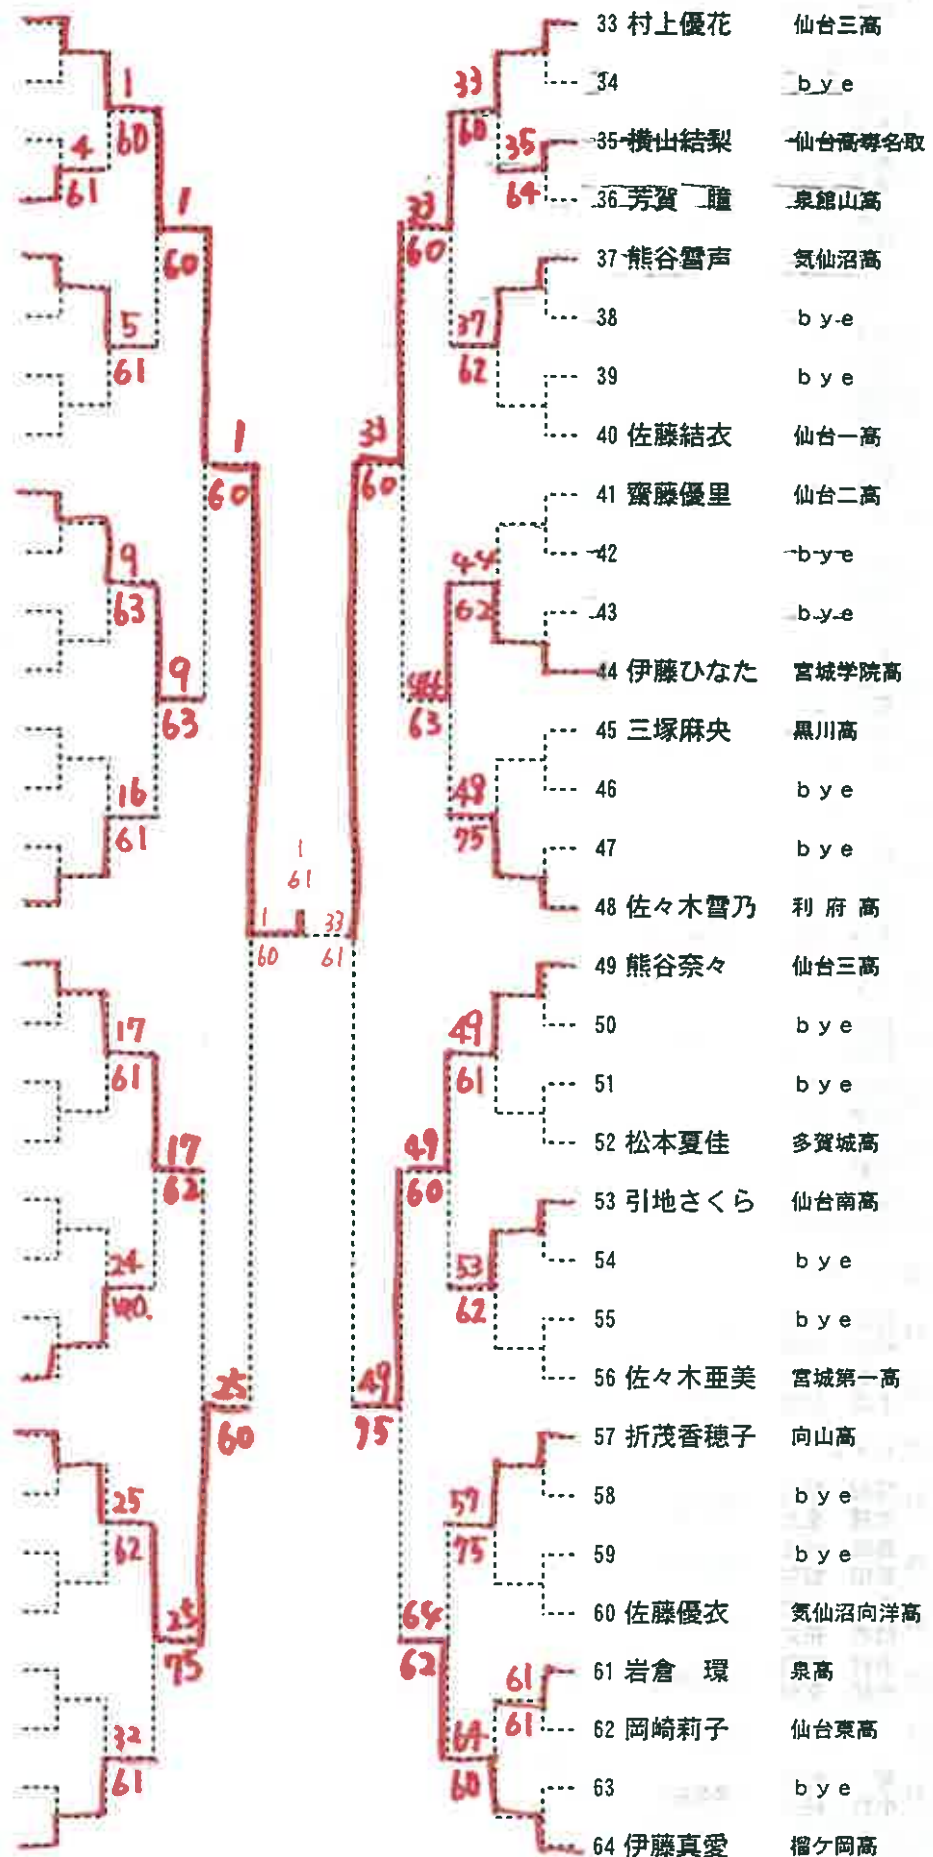 33 村上優花 仙台三高
34 bye
35 横山結梨 仙台高専名取
36 芳賀 瞳 泉館山高
37 熊谷響声 気仙沼高
38 bye
39 bye
40 佐藤結衣 仙台一高
41 齋藤優里 仙台二高
42 bye
43 bye
44 伊藤ひなた 宮城学院高
45 三塚麻央 黒川高
46 bye
47 bye
48 佐々木雪乃 利府高
49 熊谷奈々 仙台三高
50 bye
51 bye
52 松本夏佳 多賀城高
53 引地さくら 仙台南高
54 bye
55 bye
56 佐々木亜美 宮城第一高
57 折茂香穂子 向山高
58 bye
59 bye
60 佐藤優衣 気仙沼向洋高
61 岩倉 環 泉高
62 岡崎莉子 仙台東高
63 bye
64 伊藤真愛 榴ケ岡高
1
60
4
61
1
60
5
61
1
60
9
63
9
63
16
61
17
61
17
62
24
W.O.
25
60
25
62
25
75
32
61
1
61
1
60
33
61
33
60
35
64
33
60
37
62
33
60
44
62
63
48
75
49
61
49
60
53
62
49
75
57
75
64
62
61
61
64
60